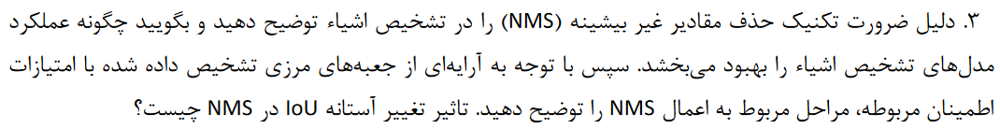 ۳. دلیل ضرورت تکنیک حذف مقادیر غیر بیشینه (NMS) را در تشخیص اشیاء توضیح دهید و بگویید چگونه عملکرد
مدل‌های تشخیص اشیاء را بهبود می‌بخشد. سپس با توجه به آرایه‌ای از جعبه‌های مرزی تشخیص داده شده با امتیازات
اطمینان مربوطه، مراحل مربوط به اعمال NMS را توضیح دهید. تاثیر تغییر آستانه IoU در NMS چیست؟